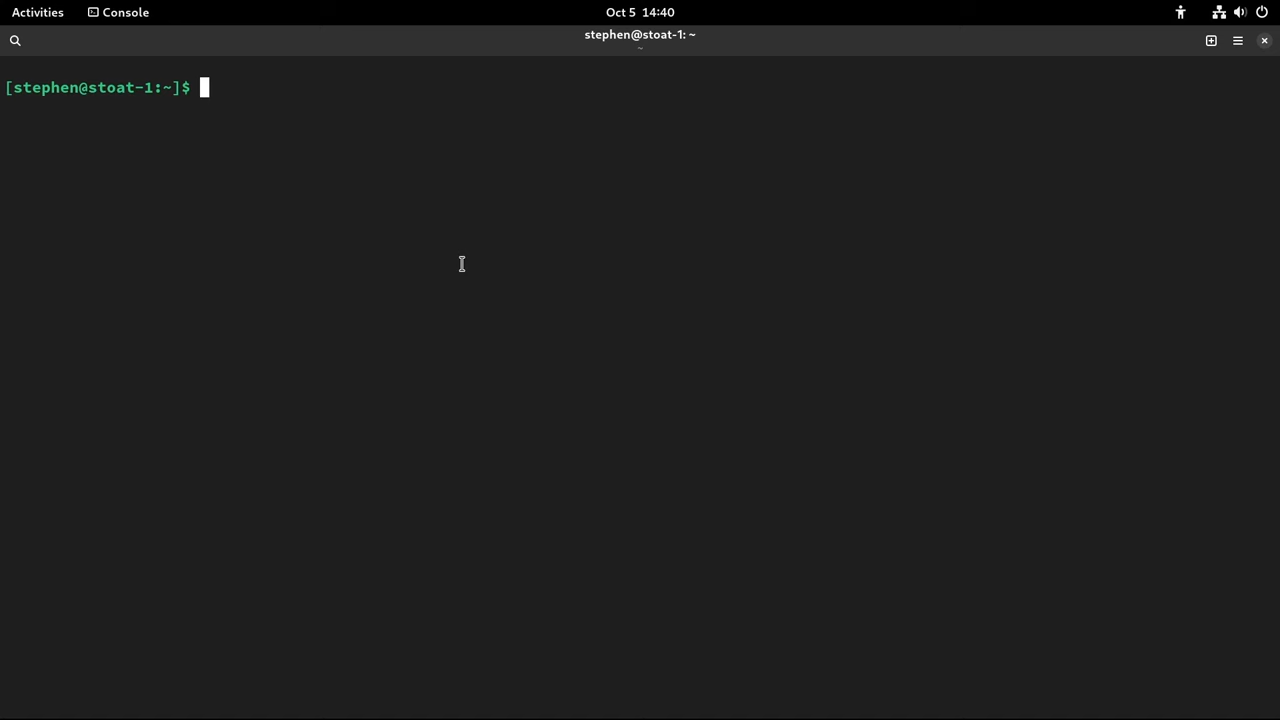 Activities Console Oct 5 14:40
stephen@stoat-1: ~
~
[stephen@stoat-1:~]$